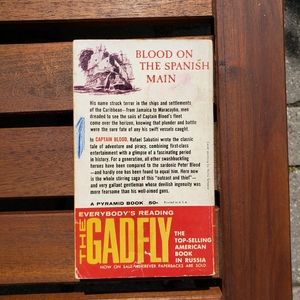 BLOOD ON
THE SPANISH
MAIN
His name struck terror in the ships and settlements
of the Caribbean—from Jamaica to Maracaybo, men
dreaded to see the sails of Captain Blood's fleet
come over the horizon, knowing that plunder and battle
were the sure fate of any his swift vessels caught.
In CAPTAIN BLOOD, Rafael Sabatini wrote the classic
tale of adventure and piracy, combining first-class
entertainment with a glimpse of a fascinating period
in history. For a generation, all other swashbuckling
heroes have been compared to the sardonic Peter Blood
—and hardly one has been found to equal him. Here now
is the whole stirring saga of this "outcast and thief"—
and very gallant gentleman whose devilish ingenuity was
more fearsome than his well-aimed guns.
A PYRAMID BOOK 50¢ Printed in U.S.A.
EVERYBODY'S READING
THE
GADFLY
THE
TOP-SELLING
AMERICAN
BOOK
IN RUSSIA
NOW ON SALE WHEREVER PAPERBACKS ARE SOLD